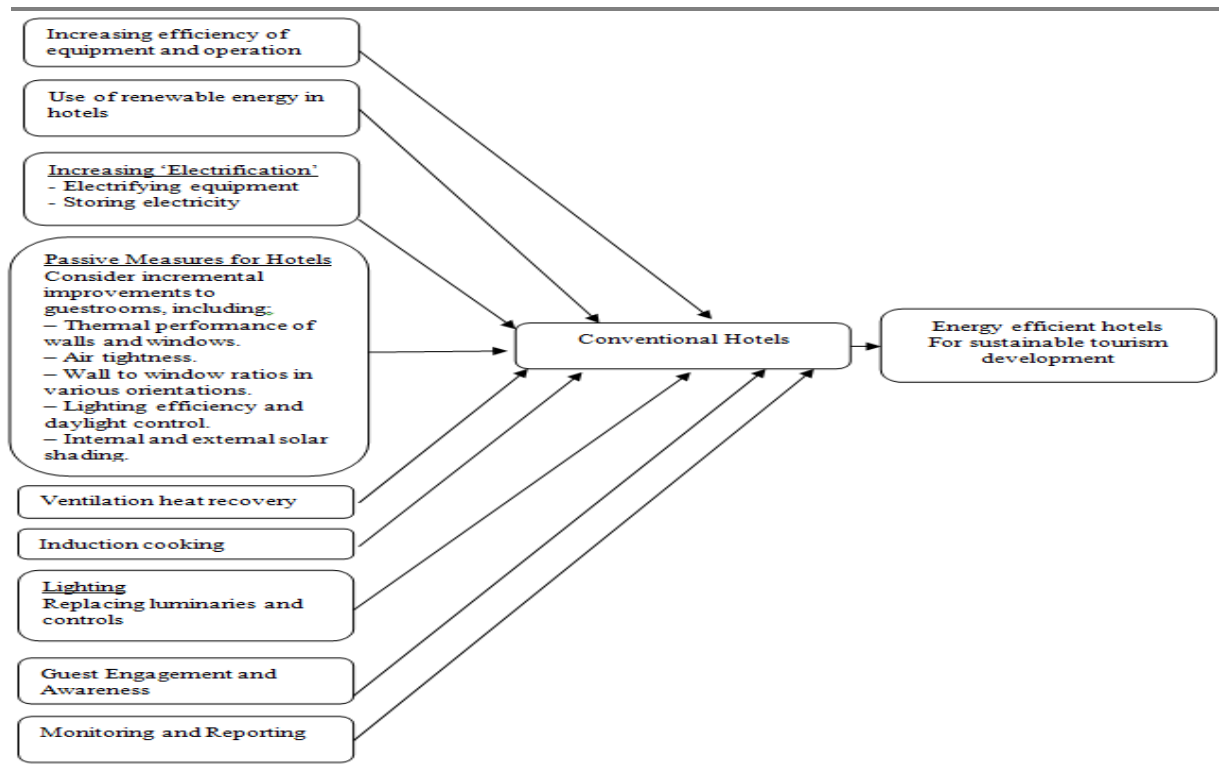 Increasing efficiency of
equipment and operation
Use of renewable energy in
hotels
Increasing ‘Electrification’
- Electrifying equipment
- Storing electricity
Passive Measures for Hotels
Consider incremental
improvements to
guestrooms, including:
– Thermal performance of
walls and windows.
– Air tightness.
– Wall to window ratios in
various orientations.
– Lighting efficiency and
daylight control.
– Internal and external solar
shading.
Ventilation heat recovery
Induction cooking
Lighting
Replacing luminaries and
controls
Guest Engagement and
Awareness
Monitoring and Reporting
Conventional Hotels
Energy efficient hotels
For sustainable tourism
development